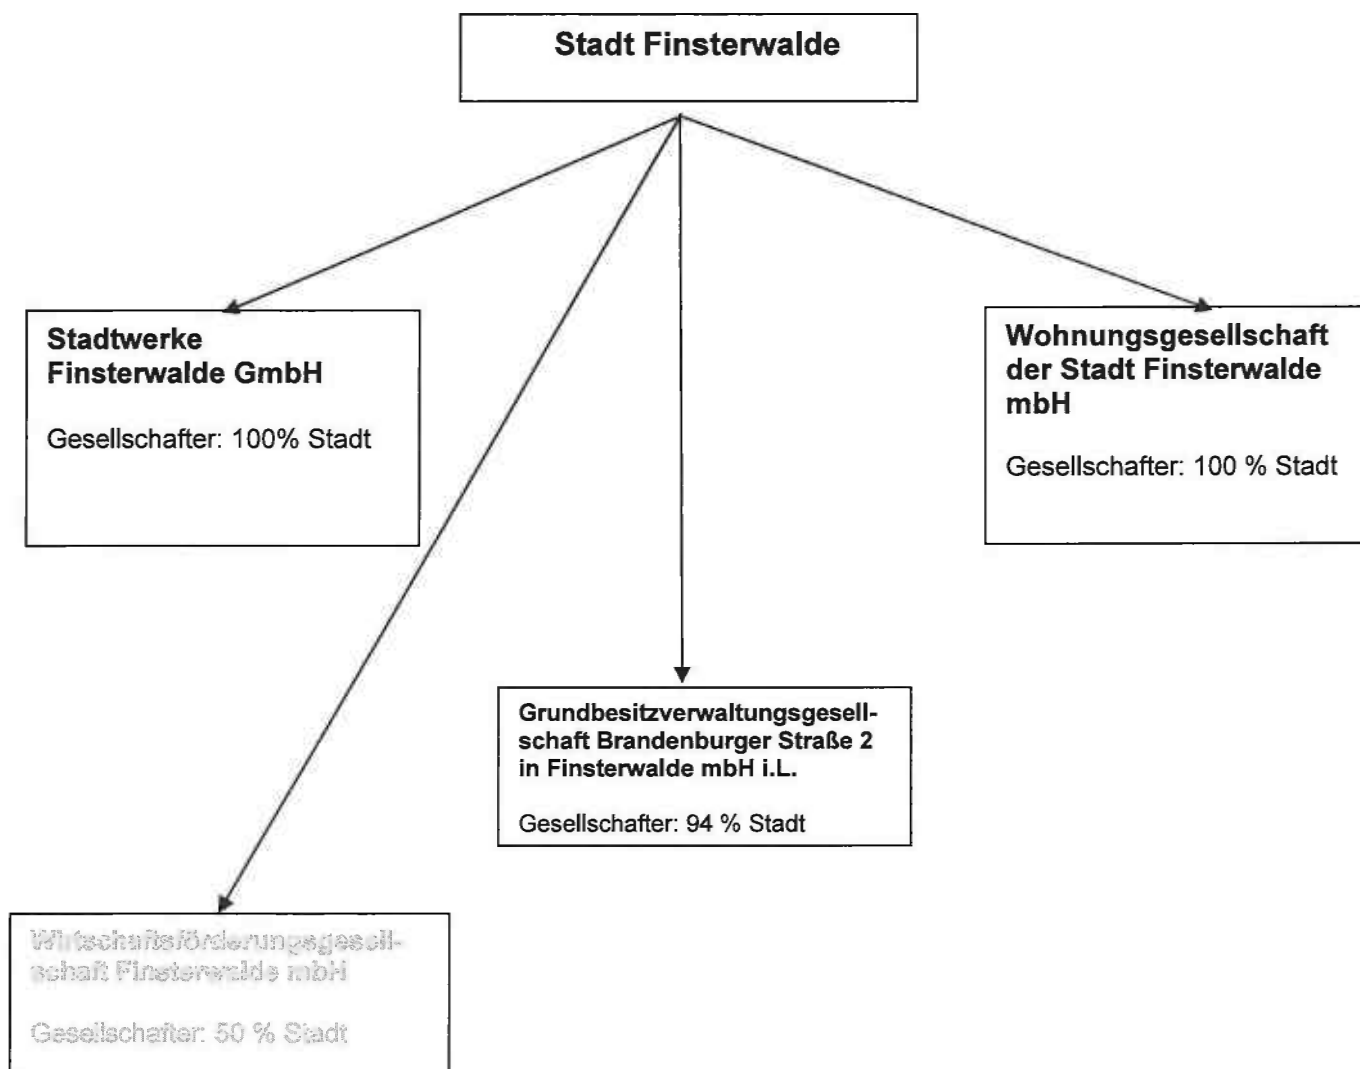 Stadt Finsterwalde
Stadtwerke
Finsterwalde GmbH
Gesellschafter: 100% Stadt
Wohnungsgesellschaft
der Stadt Finsterwalde
mbH
Gesellschafter: 100 % Stadt
Grundbesitzverwaltungsgesell-
schaft Brandenburger Straße 2
in Finsterwalde mbH i.L.
Gesellschafter: 94 % Stadt
Wirtschaftsförderungsgesell-
schaft Finsterwalde mbH
Gesellschafter: 50 % Stadt